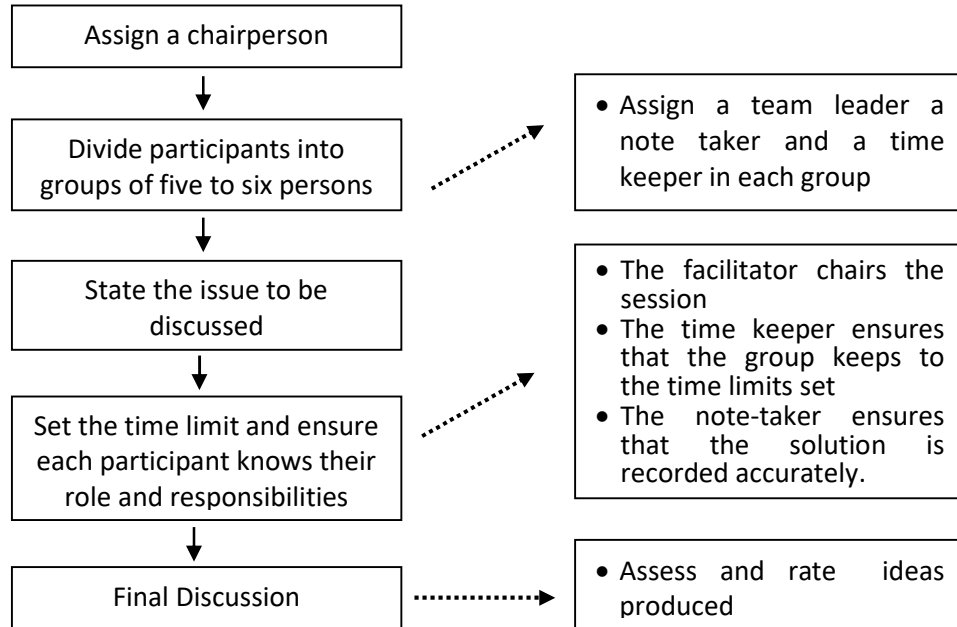 Assign a chairperson
Divide participants into
groups of five to six persons
• Assign a team leader a
note taker and a time
keeper in each group
State the issue to be
discussed
Set the time limit and ensure
each participant knows their
role and responsibilities
• The facilitator chairs the
session
• The time keeper ensures
that the group keeps to
the time limits set
• The note-taker ensures
that the solution is
recorded accurately.
Final Discussion
• Assess and rate ideas
produced